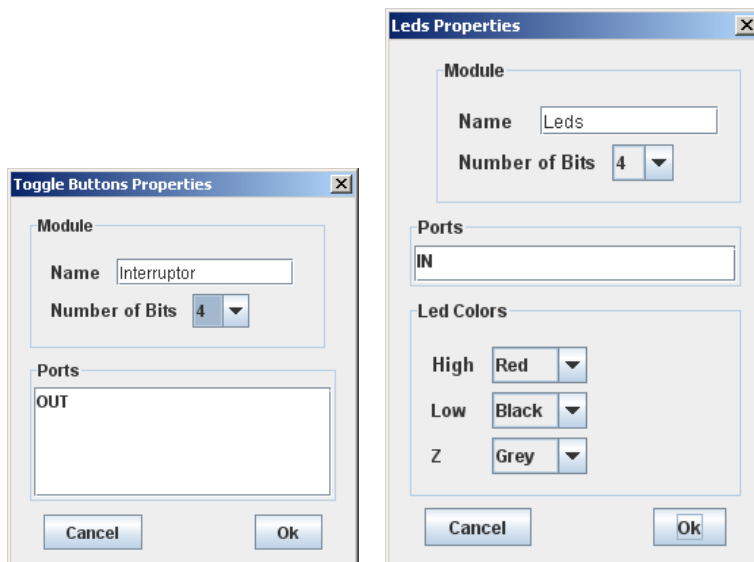 Toggle Buttons Properties
Module
Name Interruptor
Number of Bits 4
Ports
OUT
Cancel Ok
Leds Properties
Module
Name Leds
Number of Bits 4
Ports
IN
Led Colors
High Red
Low Black
Z Grey
Cancel Ok